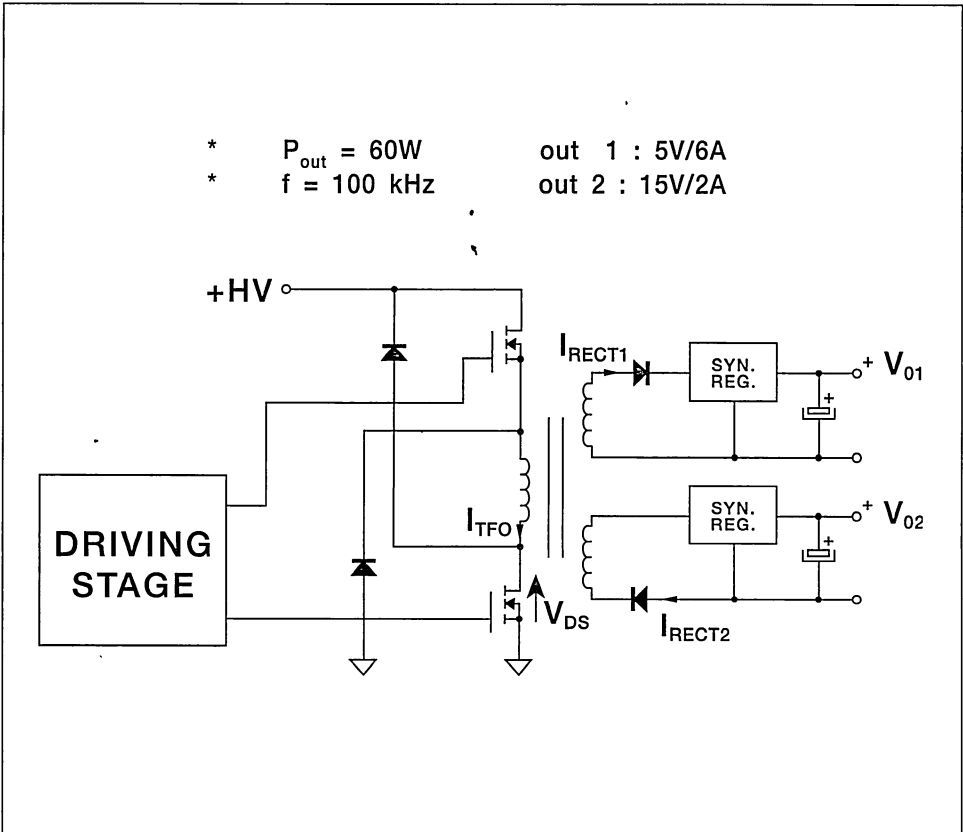 * P_out = 60W out 1 : 5V/6A
* f = 100 kHz out 2 : 15V/2A
+HV
I_RECT1
SYN. REG.
+ V_01
+
DRIVING STAGE
I_TFO
V_DS
SYN. REG.
+ V_02
+
I_RECT2